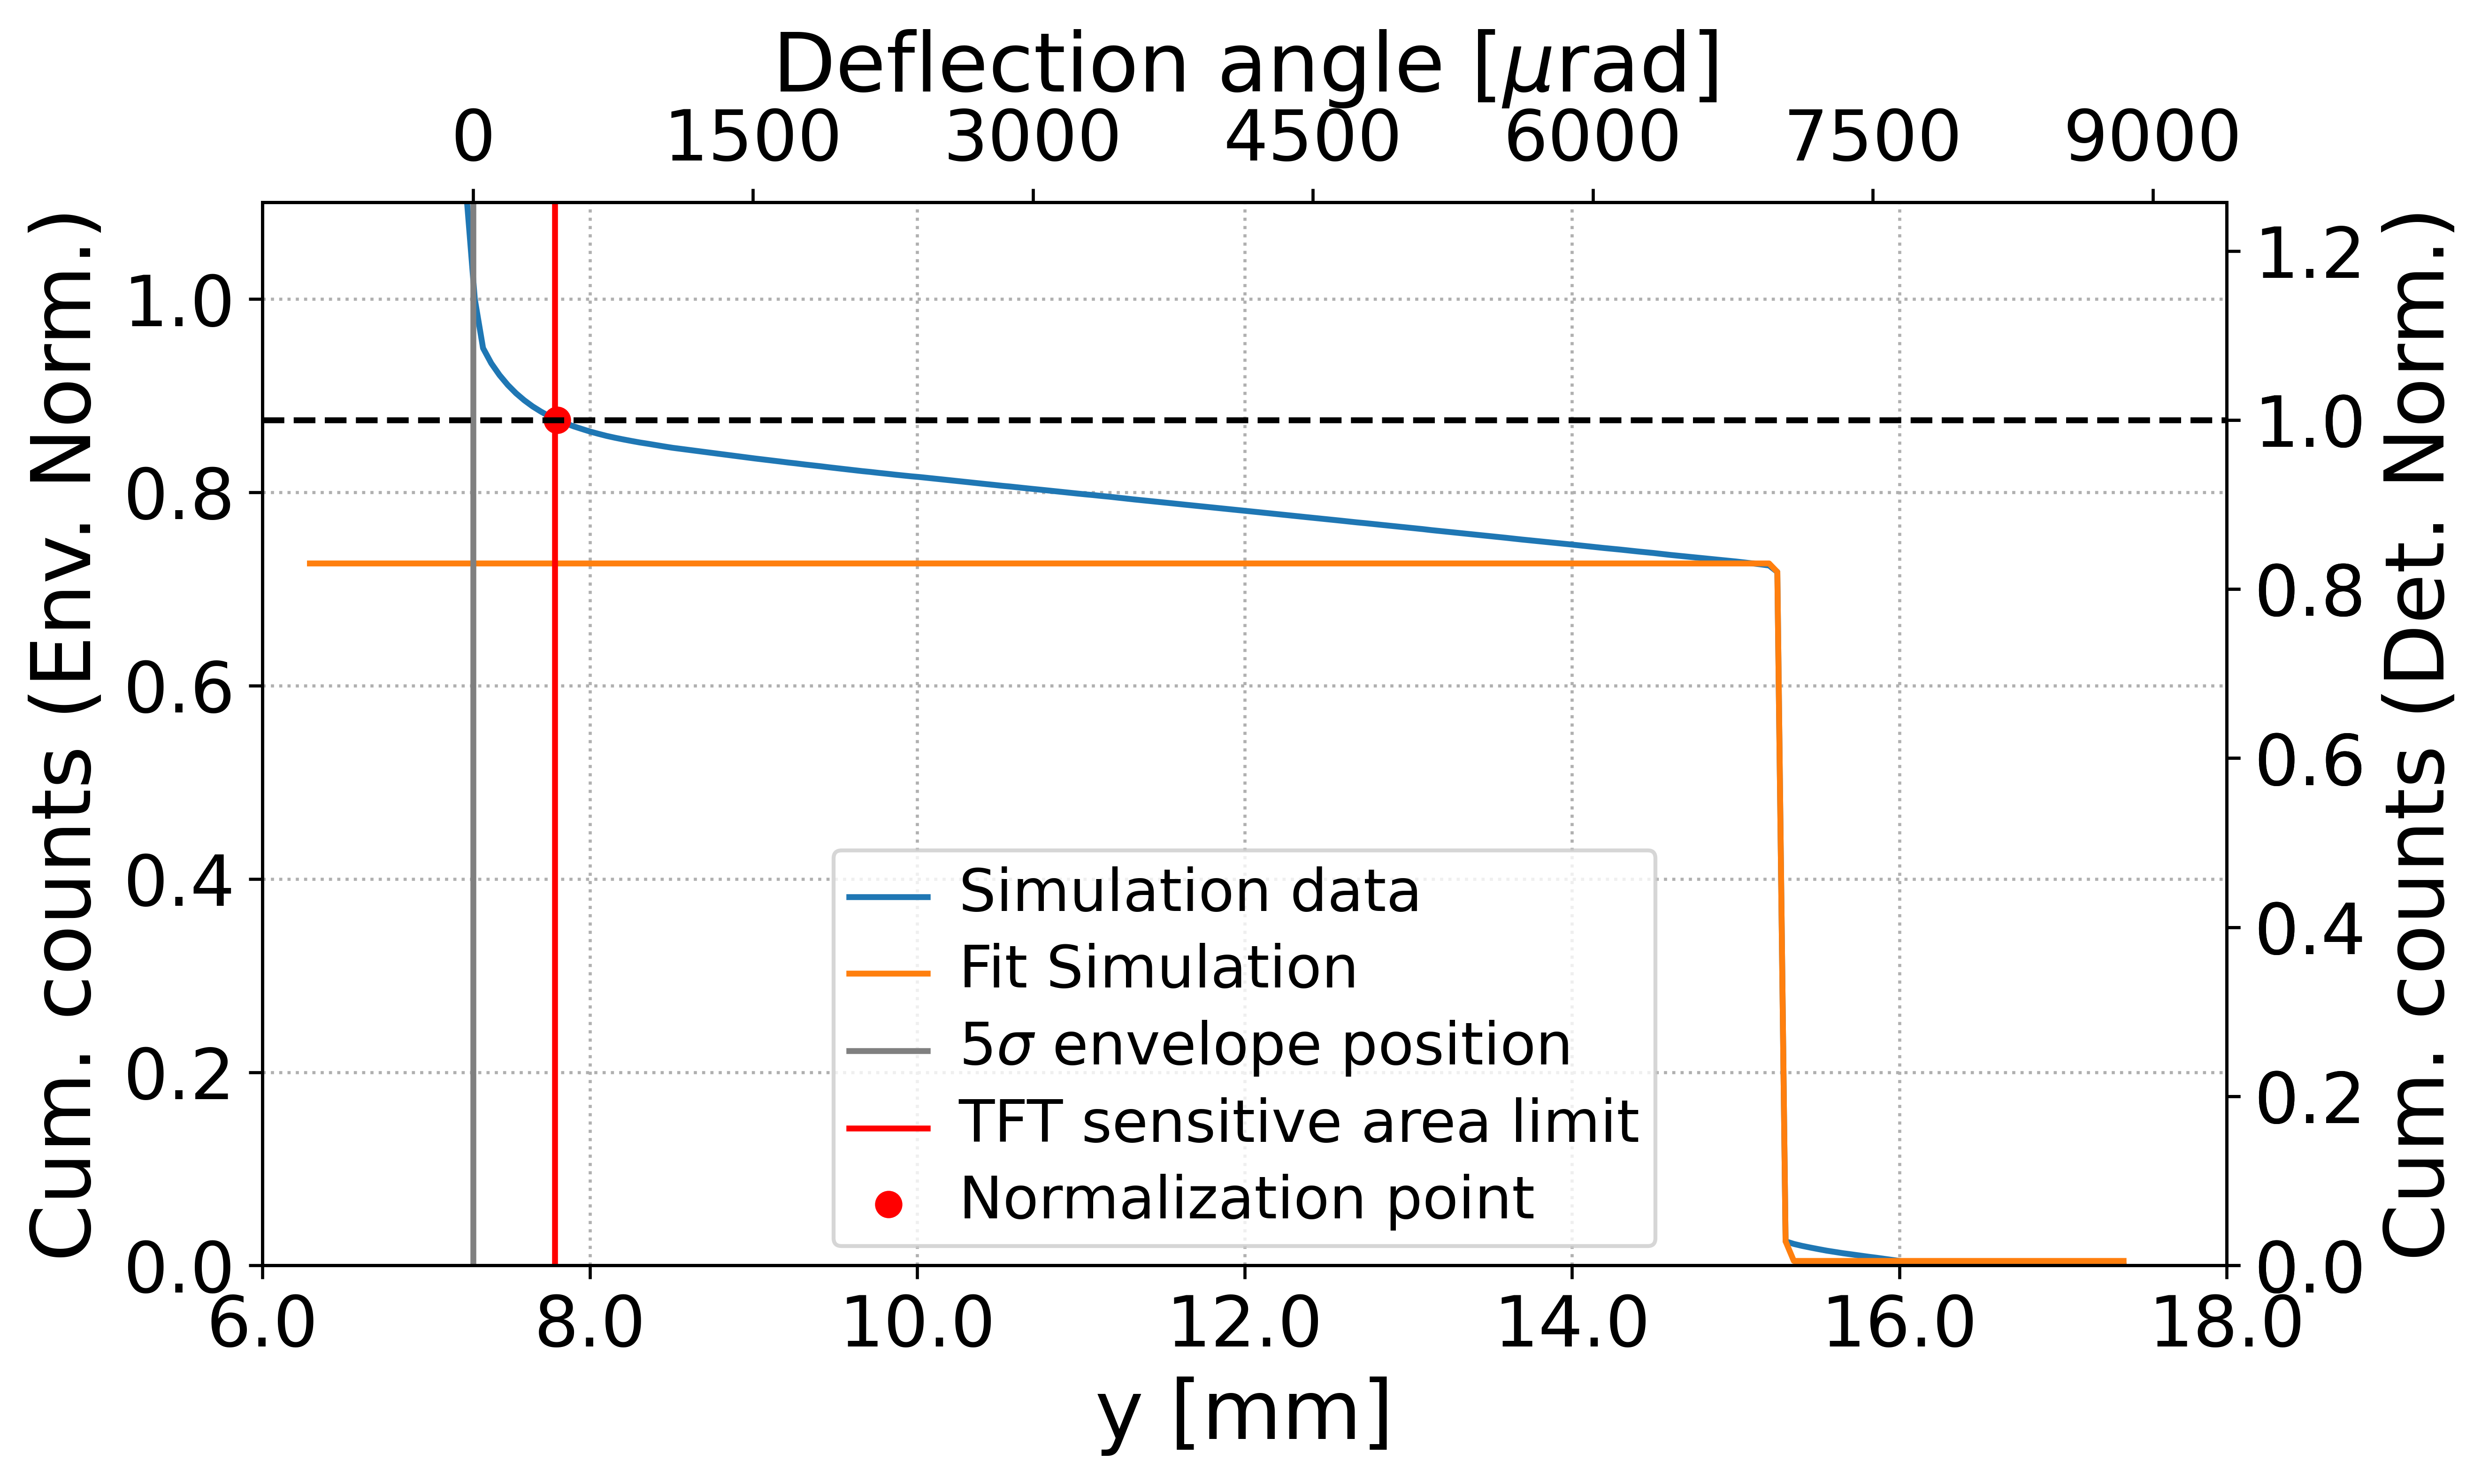 Deflection angle [μrad]
0 1500 3000 4500 6000 7500 9000
Cum. counts (Env. Norm.)
1.0
0.8
0.6
0.4
0.2
0.0
Simulation data
Fit Simulation
5σ envelope position
TFT sensitive area limit
Normalization point
1.2
1.0
0.8
0.6
0.4
0.2
0.0
Cum. counts (Det. Norm.)
6.0 8.0 10.0 12.0 14.0 16.0 18.0
y [mm]